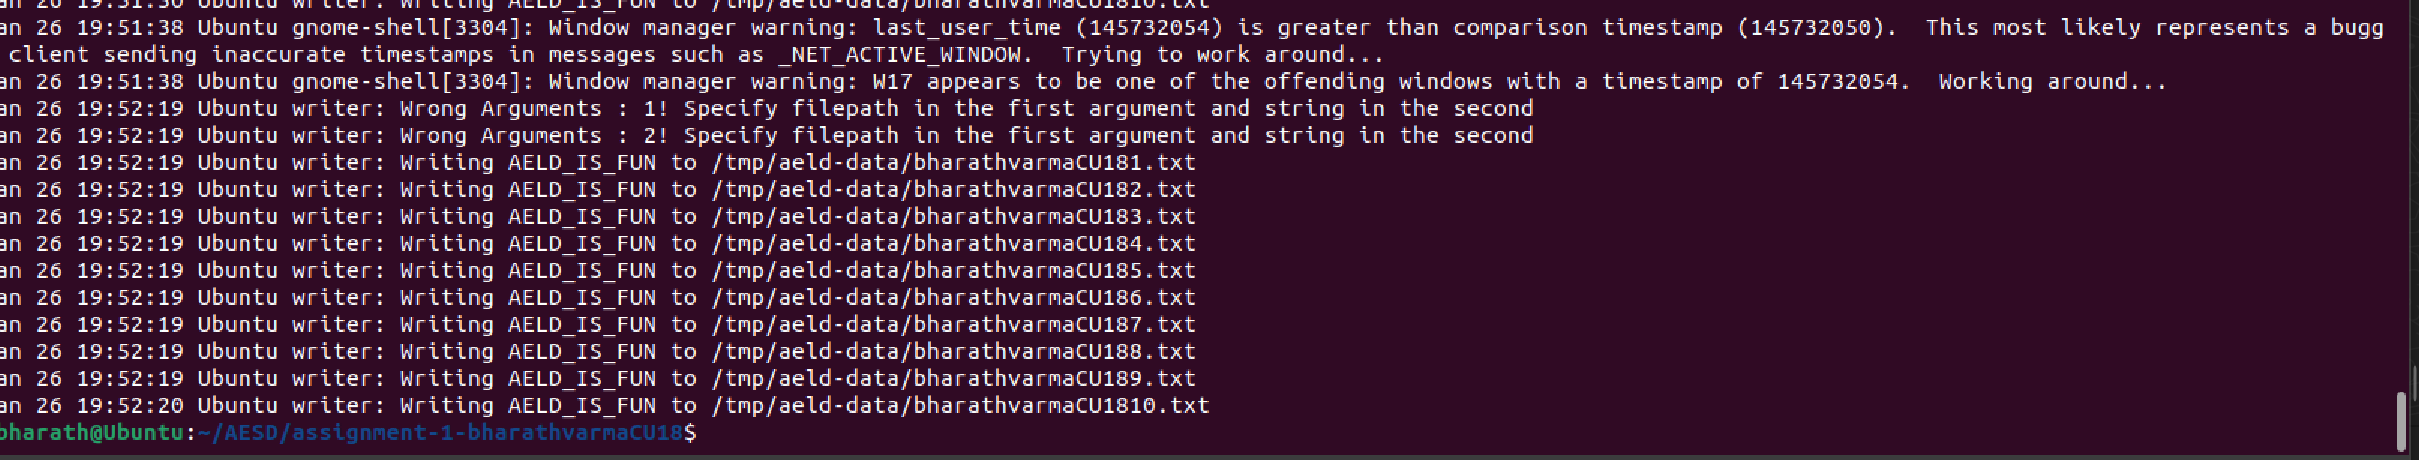 an 26 19:51:38 Ubuntu gnome-shell[3304]: Window manager warning: last_user_time (145732054) is greater than comparison timestamp (145732050).  This most likely represents a bugg
 client sending inaccurate timestamps in messages such as _NET_ACTIVE_WINDOW.  Trying to work around...
an 26 19:51:38 Ubuntu gnome-shell[3304]: Window manager warning: W17 appears to be one of the offending windows with a timestamp of 145732054.  Working around...
an 26 19:52:19 Ubuntu writer: Wrong Arguments : 1! Specify filepath in the first argument and string in the second
an 26 19:52:19 Ubuntu writer: Wrong Arguments : 2! Specify filepath in the first argument and string in the second
an 26 19:52:19 Ubuntu writer: Writing AELD_IS_FUN to /tmp/aeld-data/bharathvarmaCU181.txt
an 26 19:52:19 Ubuntu writer: Writing AELD_IS_FUN to /tmp/aeld-data/bharathvarmaCU182.txt
an 26 19:52:19 Ubuntu writer: Writing AELD_IS_FUN to /tmp/aeld-data/bharathvarmaCU183.txt
an 26 19:52:19 Ubuntu writer: Writing AELD_IS_FUN to /tmp/aeld-data/bharathvarmaCU184.txt
an 26 19:52:19 Ubuntu writer: Writing AELD_IS_FUN to /tmp/aeld-data/bharathvarmaCU185.txt
an 26 19:52:19 Ubuntu writer: Writing AELD_IS_FUN to /tmp/aeld-data/bharathvarmaCU186.txt
an 26 19:52:19 Ubuntu writer: Writing AELD_IS_FUN to /tmp/aeld-data/bharathvarmaCU187.txt
an 26 19:52:19 Ubuntu writer: Writing AELD_IS_FUN to /tmp/aeld-data/bharathvarmaCU188.txt
an 26 19:52:19 Ubuntu writer: Writing AELD_IS_FUN to /tmp/aeld-data/bharathvarmaCU189.txt
an 26 19:52:20 Ubuntu writer: Writing AELD_IS_FUN to /tmp/aeld-data/bharathvarmaCU1810.txt
bharath@Ubuntu:~/AESD/assignment-1-bharathvarmaCU18$